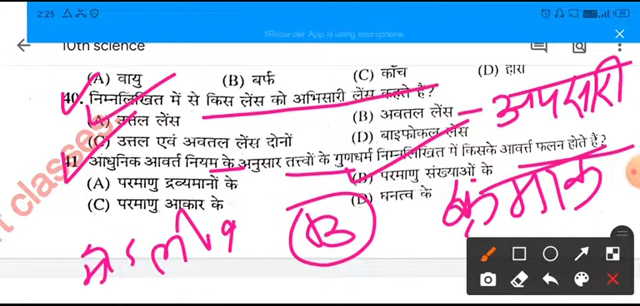 2:25
XRecorder App is using microphone
10th science
(A) वायु (B) बर्फ (C) काँच (D) हीरा
40. निम्नलिखित में से किस लेंस को अभिसारी लेंस कहते है?
(A) उत्तल लेंस (B) अवतल लेंस – अपसारी
(C) उत्तल एवं अवतल लेंस दोनों (D) बाइफोकल लेंस
41. आधुनिक आवर्त नियम के अनुसार तत्त्वों के गुणधर्म निम्नलिखित में किसके आवर्त्त फलन होते हैं?
(A) परमाणु द्रव्यमानों के (B) परमाणु संख्याओं के
(C) परमाणु आकार के (D) घनत्व के
B
classes